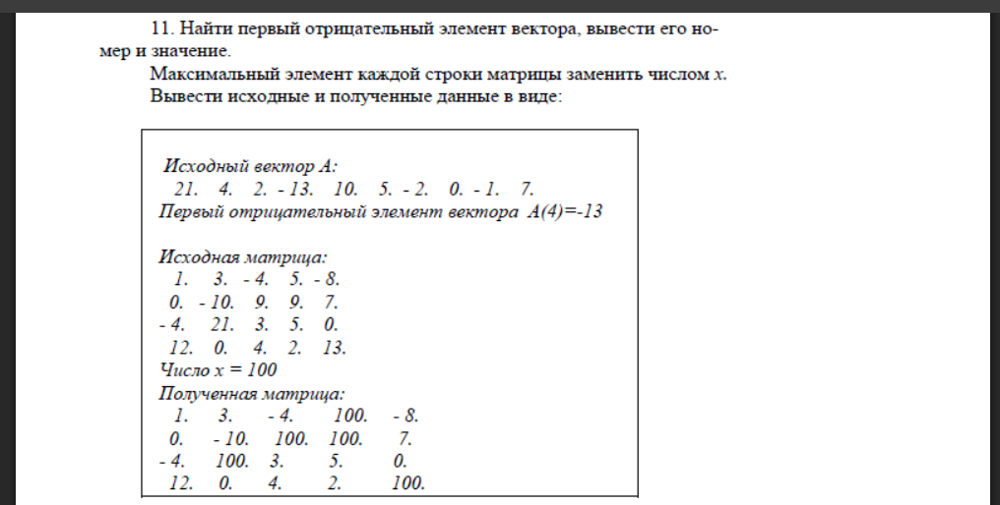 11. Найти первый отрицательный элемент вектора, вывести его но-
мер и значение.
Максимальный элемент каждой строки матрицы заменить числом x.
Вывести исходные и полученные данные в виде:
Исходный вектор А:
21. 4. 2. - 13. 10. 5. - 2. 0. - 1. 7.
Первый отрицательный элемент вектора А(4)=-13
Исходная матрица:
1. 3. - 4. 5. - 8.
0. - 10. 9. 9. 7.
- 4. 21. 3. 5. 0.
12. 0. 4. 2. 13.
Число x = 100
Полученная матрица:
1. 3. - 4. 100. - 8.
0. - 10. 100. 100. 7.
- 4. 100. 3. 5. 0.
12. 0. 4. 2. 100.